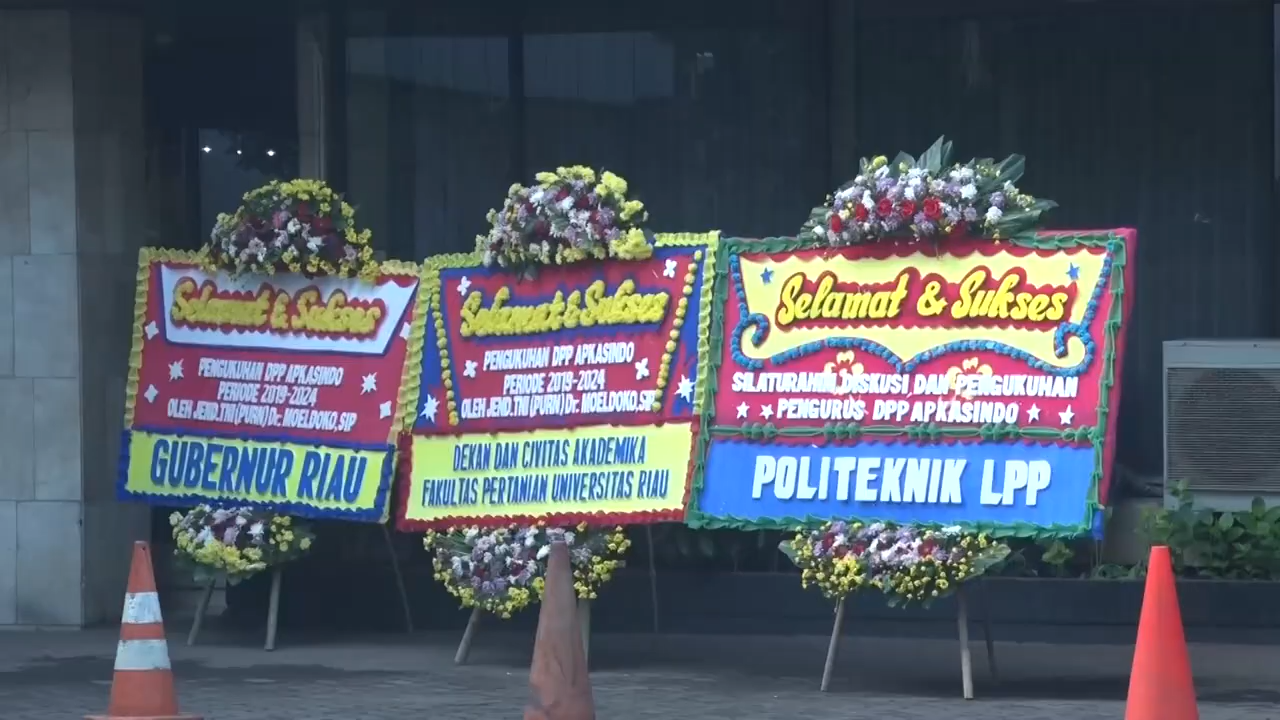 Selamat & Sukses
PENGUKUHAN DPP APKASINDO
PERIODE 2019-2024
OLEH JEND.TNI(PURN)Dr. MOELDOKO,SIP
GUBERNUR RIAU
Selamat & Sukses
PENGUKUHAN DPP APKASINDO
PERIODE 2019-2024
OLEH JEND.TNI(PURN)Dr. MOELDOKO,SIP
DEKAN DAN CIVITAS AKADEMIKA
FAKULTAS PERTANIAN UNIVERSITAS RIAU
Selamat & Sukses
SILATURAHIM,DISKUSI,DAN PENGUKUHAN
PENGURUS DPP APKASINDO
POLITEKNIK LPP